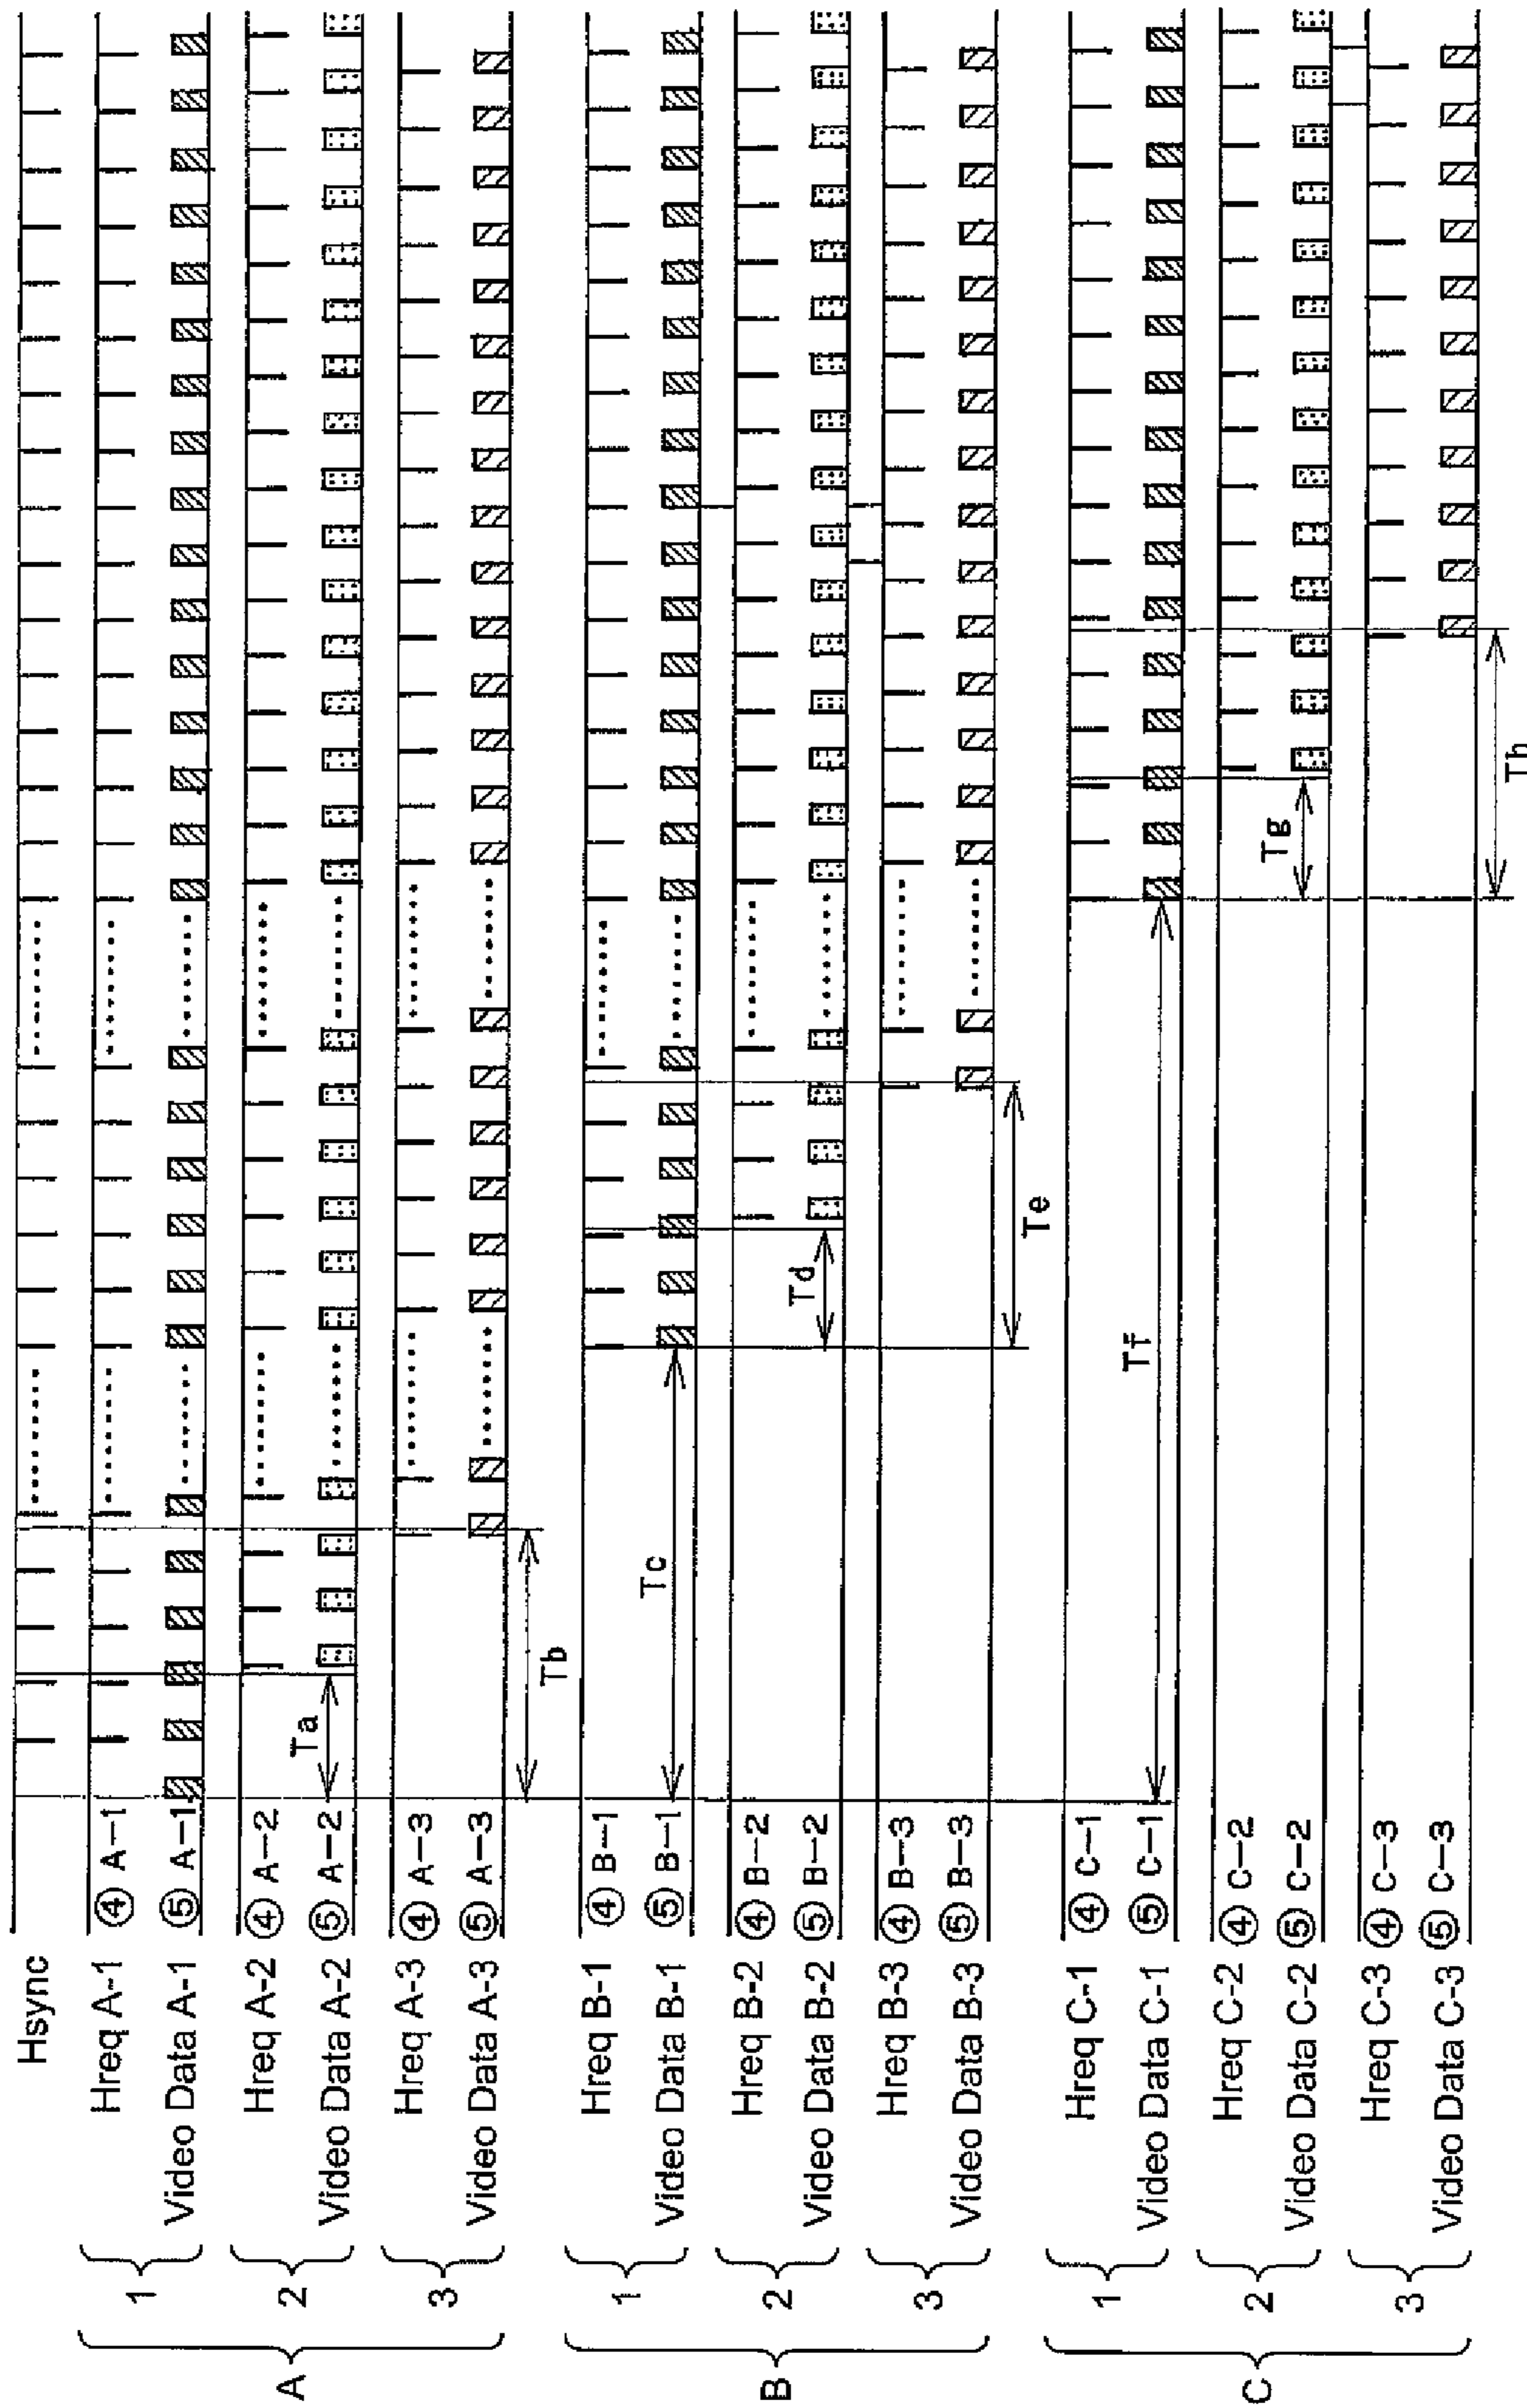 Hsync
A
1
Hreq A-1 ④ A-1
Video Data A-1 ⑤ A-1
2
Hreq A-2 ④ A-2
Video Data A-2 ⑤ A-2
Ta
3
Hreq A-3 ④ A-3
Video Data A-3 ⑤ A-3
Tb
B
1
Hreq B-1 ④ B-1
Video Data B-1 ⑤ B-1
Tc
2
Hreq B-2 ④ B-2
Video Data B-2 ⑤ B-2
Td
3
Hreq B-3 ④ B-3
Video Data B-3 ⑤ B-3
Te
C
1
Hreq C-1 ④ C-1
Video Data C-1 ⑤ C-1
Tf
2
Hreq C-2 ④ C-2
Video Data C-2 ⑤ C-2
Tg
3
Hreq C-3 ④ C-3
Video Data C-3 ⑤ C-3
Th